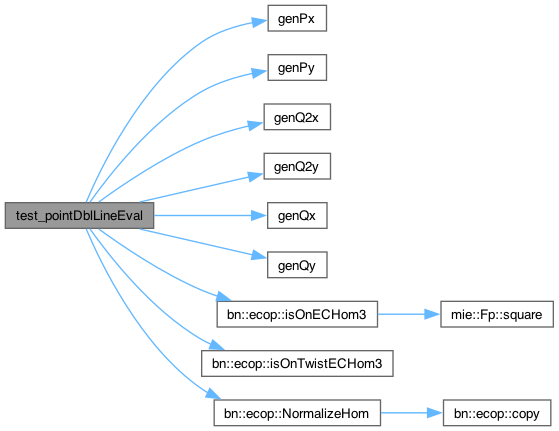 genPx
genPy
genQ2x
genQ2y
test_pointDblLineEval
genQx
genQy
bn::ecop::isOnECHom3
mie::Fp::square
bn::ecop::isOnTwistECHom3
bn::ecop::NormalizeHom
bn::ecop::copy